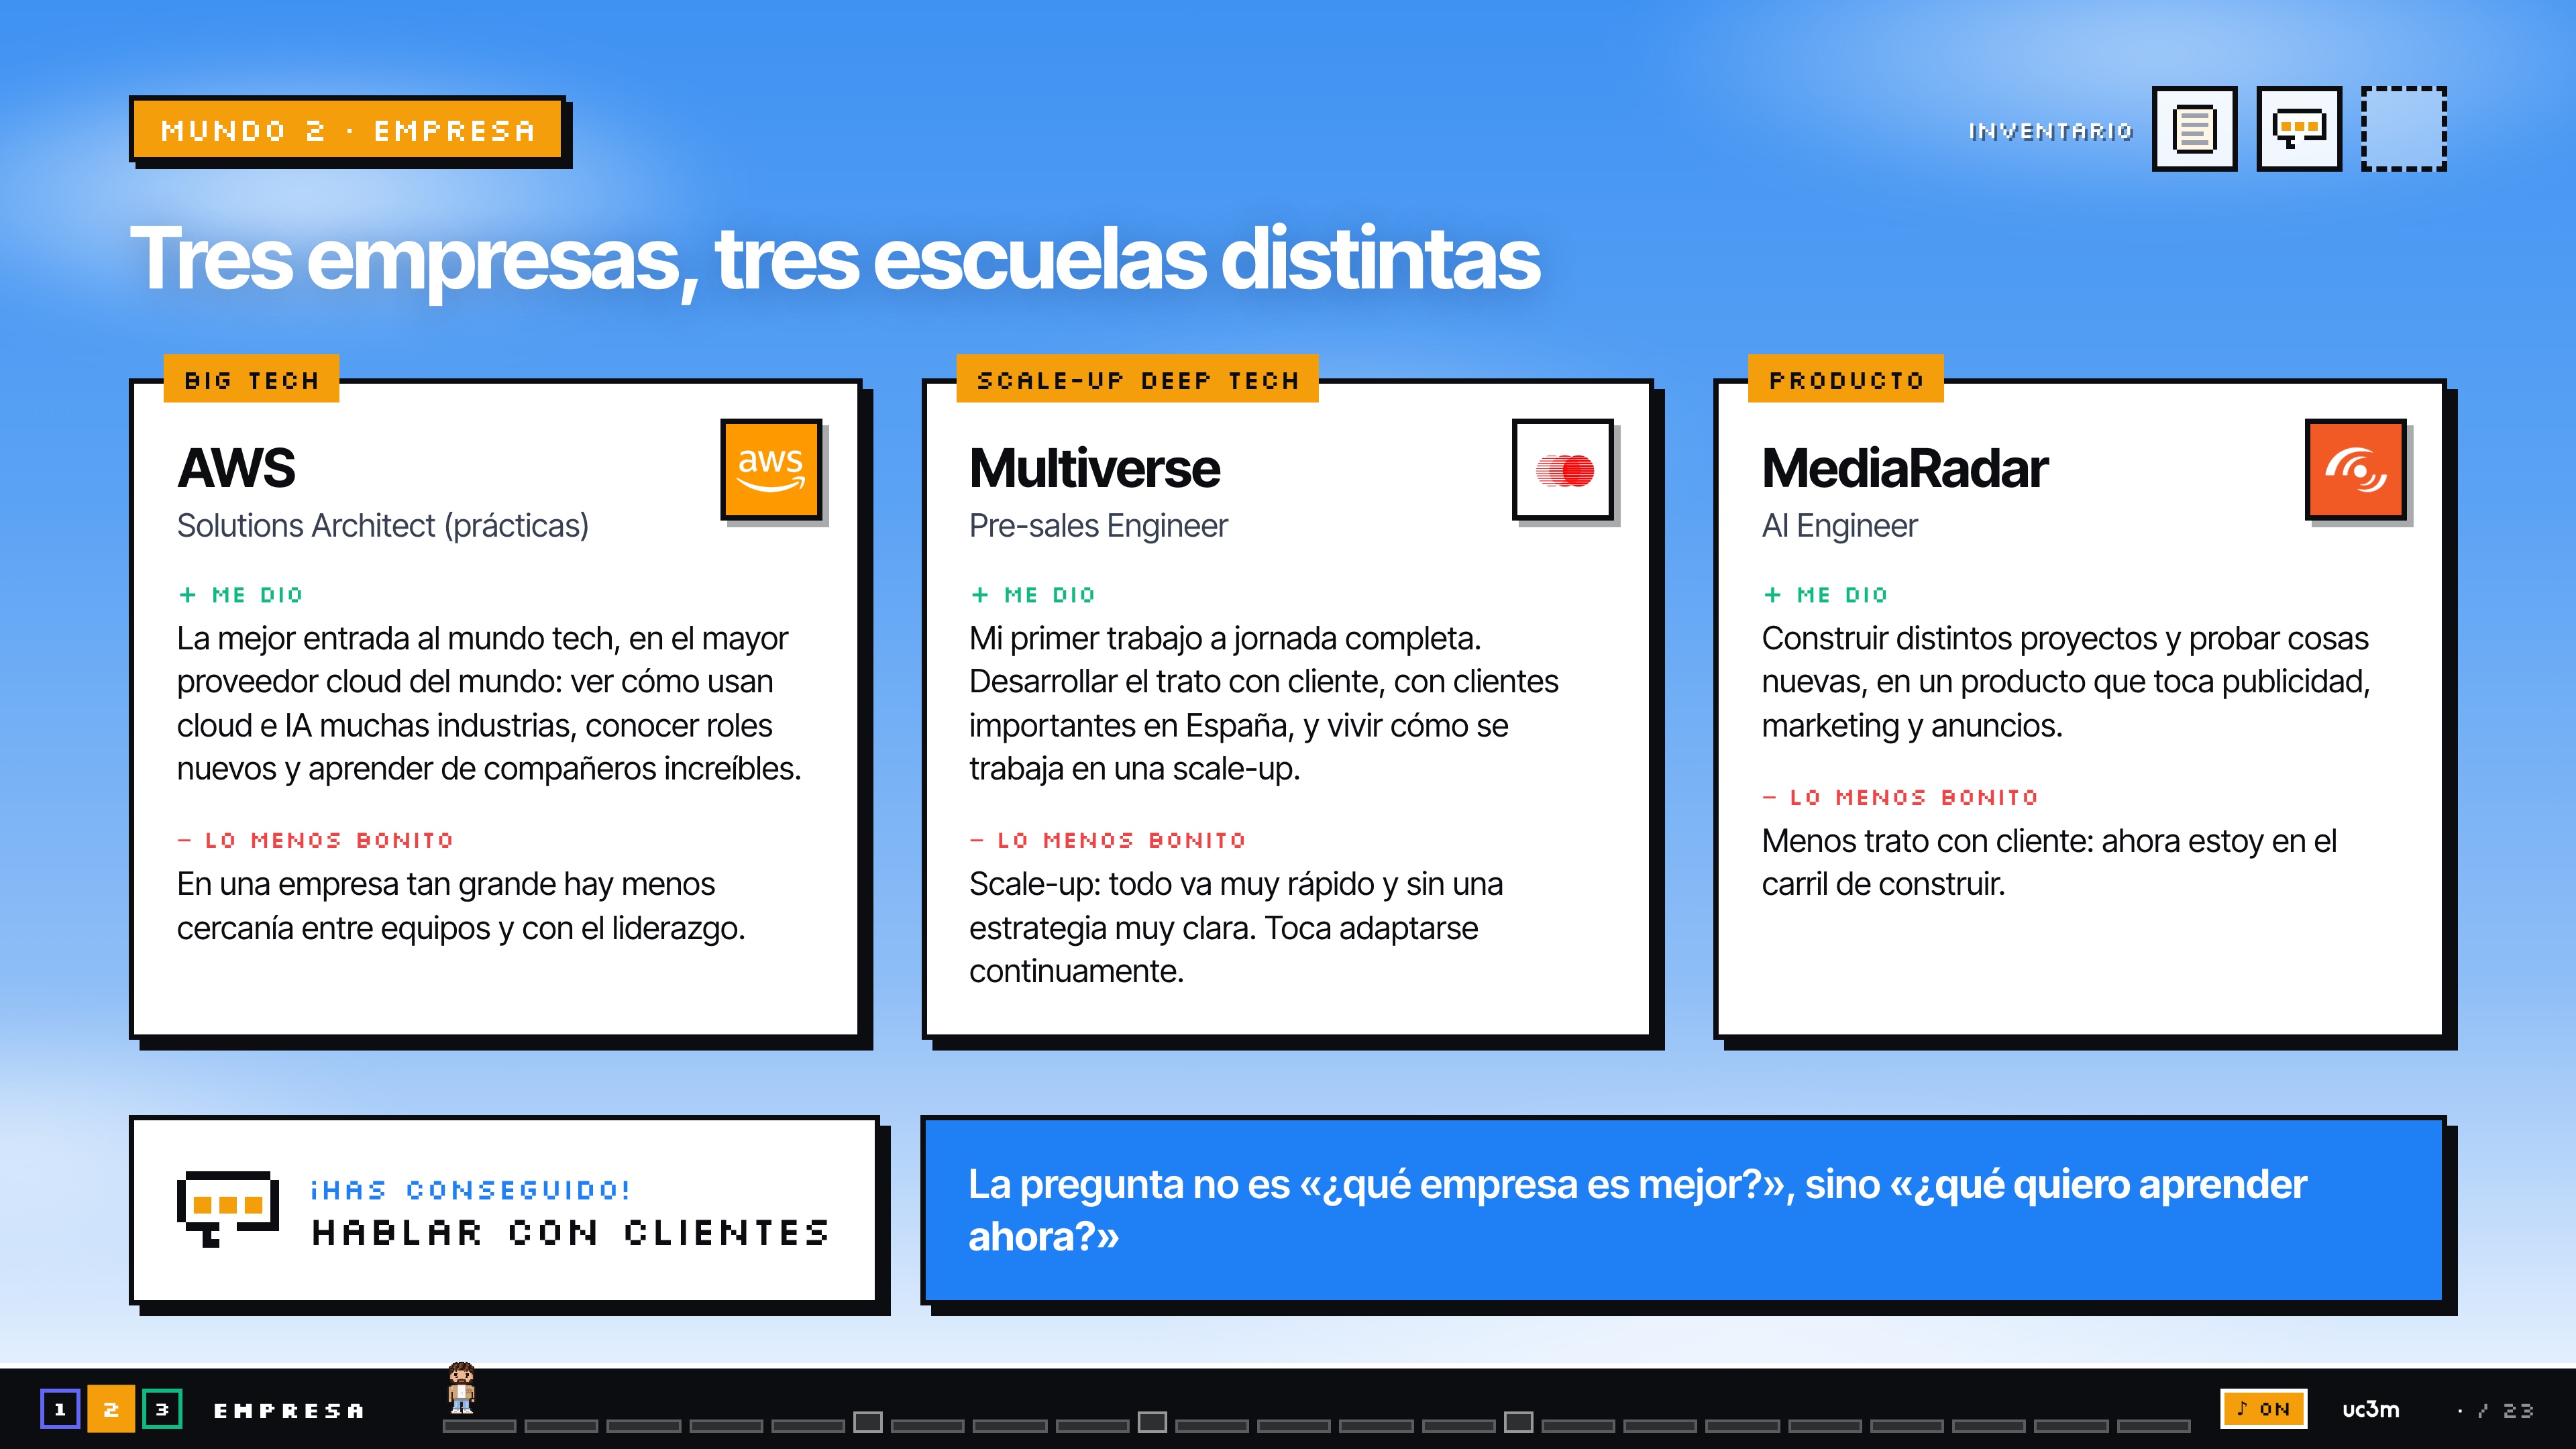 MUNDO 2 · EMPRESA
INVENTARIO
Tres empresas, tres escuelas distintas
BIG TECH
AWS
aws
Solutions Architect (prácticas)
+ ME DIO
La mejor entrada al mundo tech, en el mayor
proveedor cloud del mundo: ver cómo usan
cloud e IA muchas industrias, conocer roles
nuevos y aprender de compañeros increíbles.
– LO MENOS BONITO
En una empresa tan grande hay menos
cercanía entre equipos y con el liderazgo.
SCALE-UP DEEP TECH
Multiverse
Pre-sales Engineer
+ ME DIO
Mi primer trabajo a jornada completa.
Desarrollar el trato con cliente, con clientes
importantes en España, y vivir cómo se
trabaja en una scale-up.
– LO MENOS BONITO
Scale-up: todo va muy rápido y sin una
estrategia muy clara. Toca adaptarse
continuamente.
PRODUCTO
MediaRadar
AI Engineer
+ ME DIO
Construir distintos proyectos y probar cosas
nuevas, en un producto que toca publicidad,
marketing y anuncios.
– LO MENOS BONITO
Menos trato con cliente: ahora estoy en el
carril de construir.
¡HAS CONSEGUIDO!
HABLAR CON CLIENTES
La pregunta no es «¿qué empresa es mejor?», sino «¿qué quiero aprender
ahora?»
1 2 3 EMPRESA
♪ ON
uc3m
· / 23